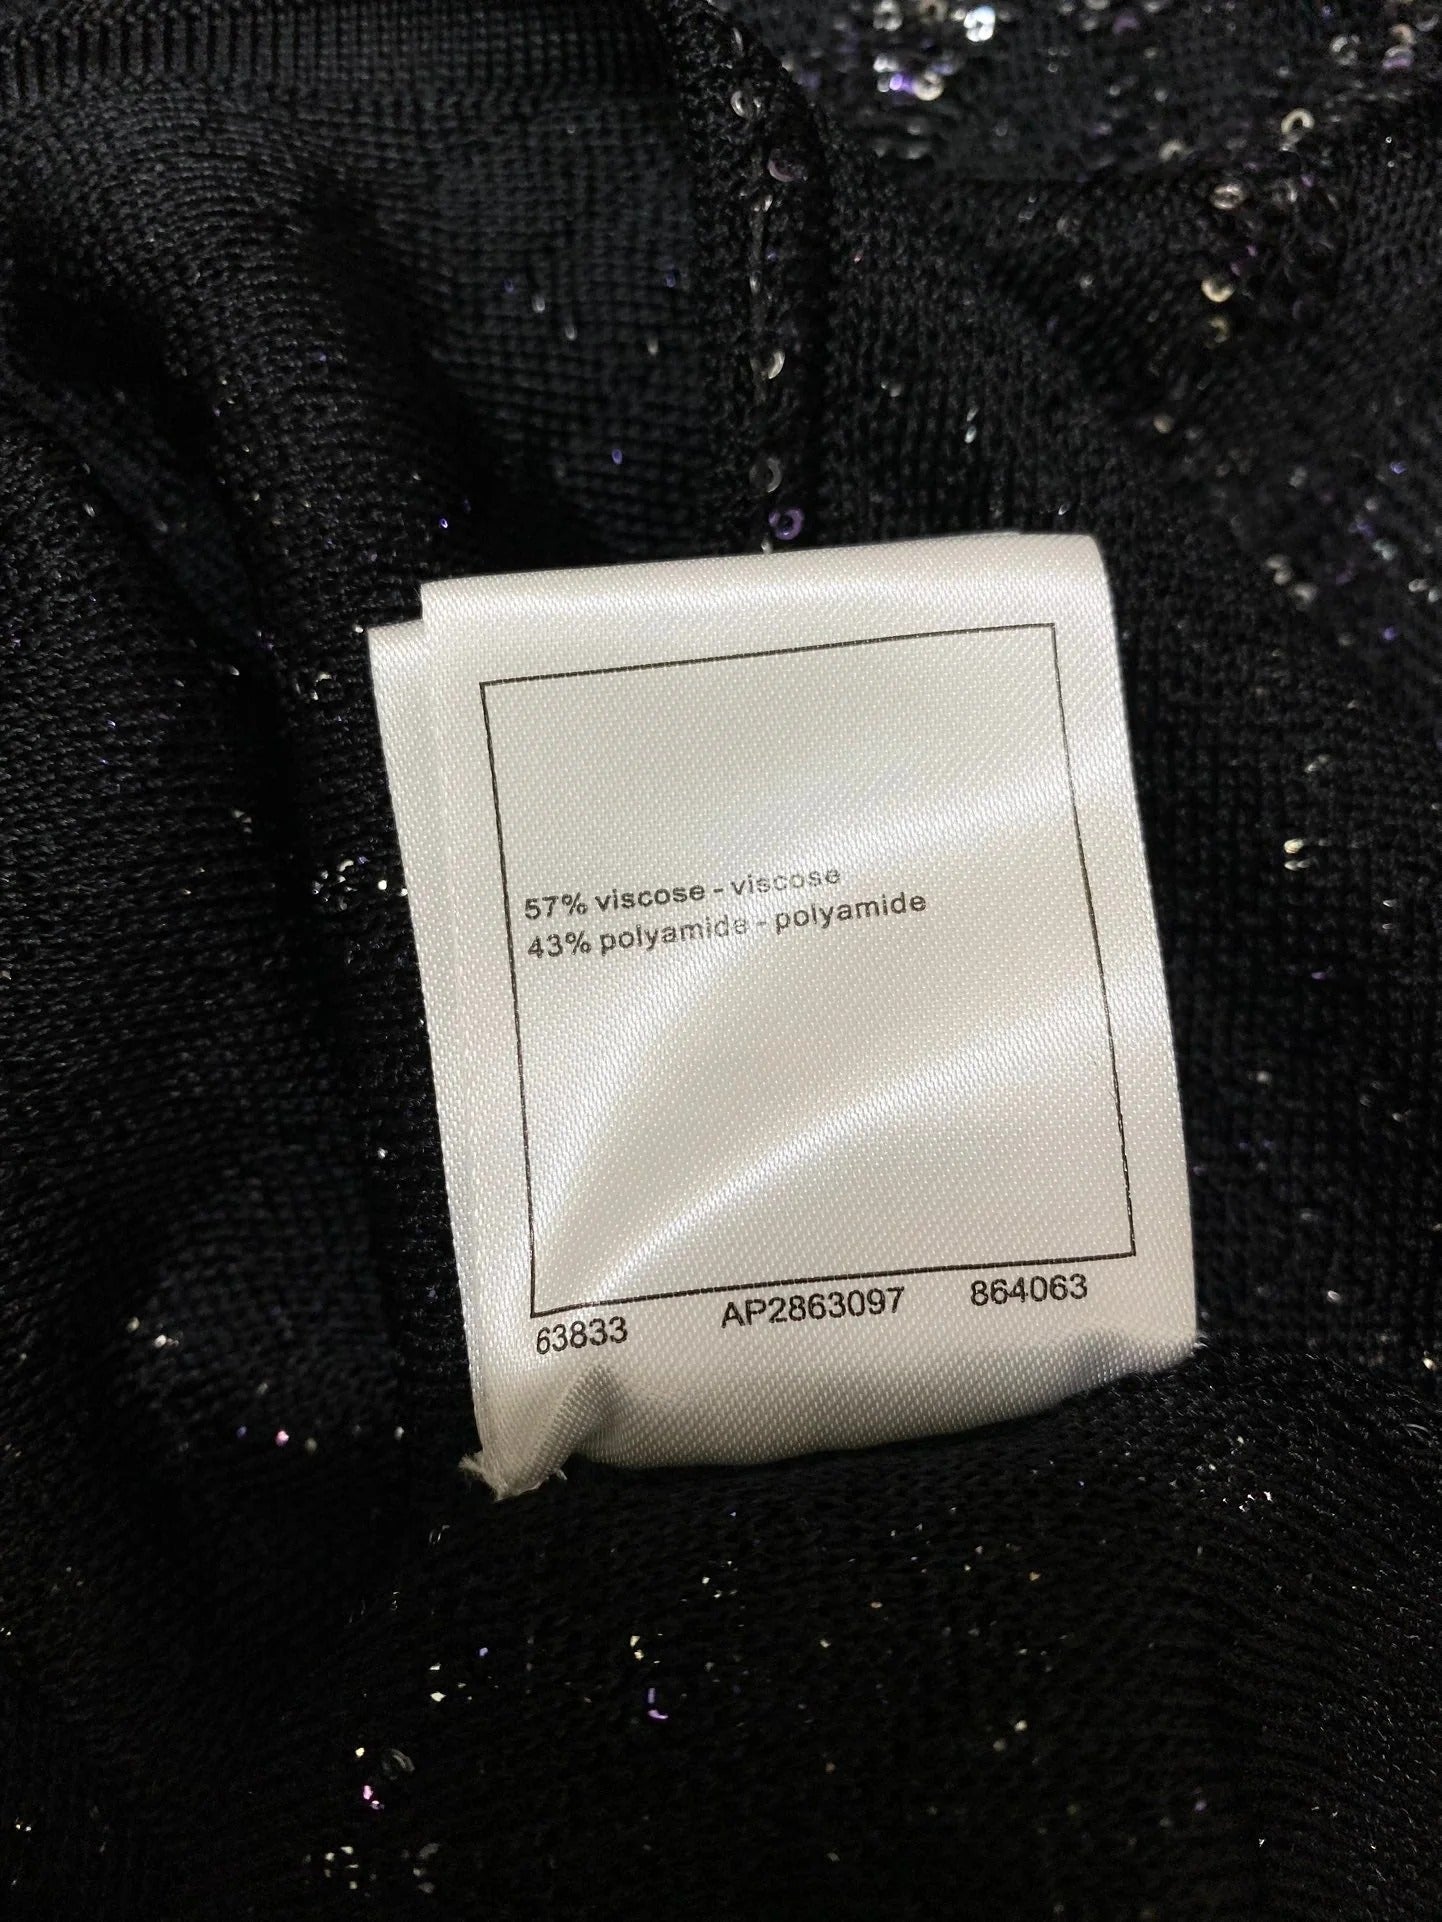 57% viscose - viscose
43% polyamide - polyamide
63833 AP2863097 864063